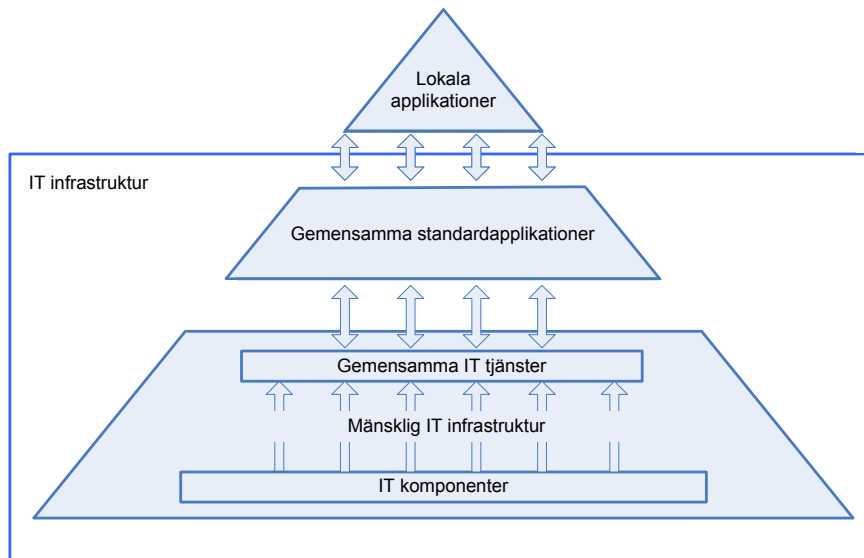 Lokala
applikationer
IT infrastruktur
Gemensamma standardapplikationer
Gemensamma IT tjänster
Mänsklig IT infrastruktur
IT komponenter